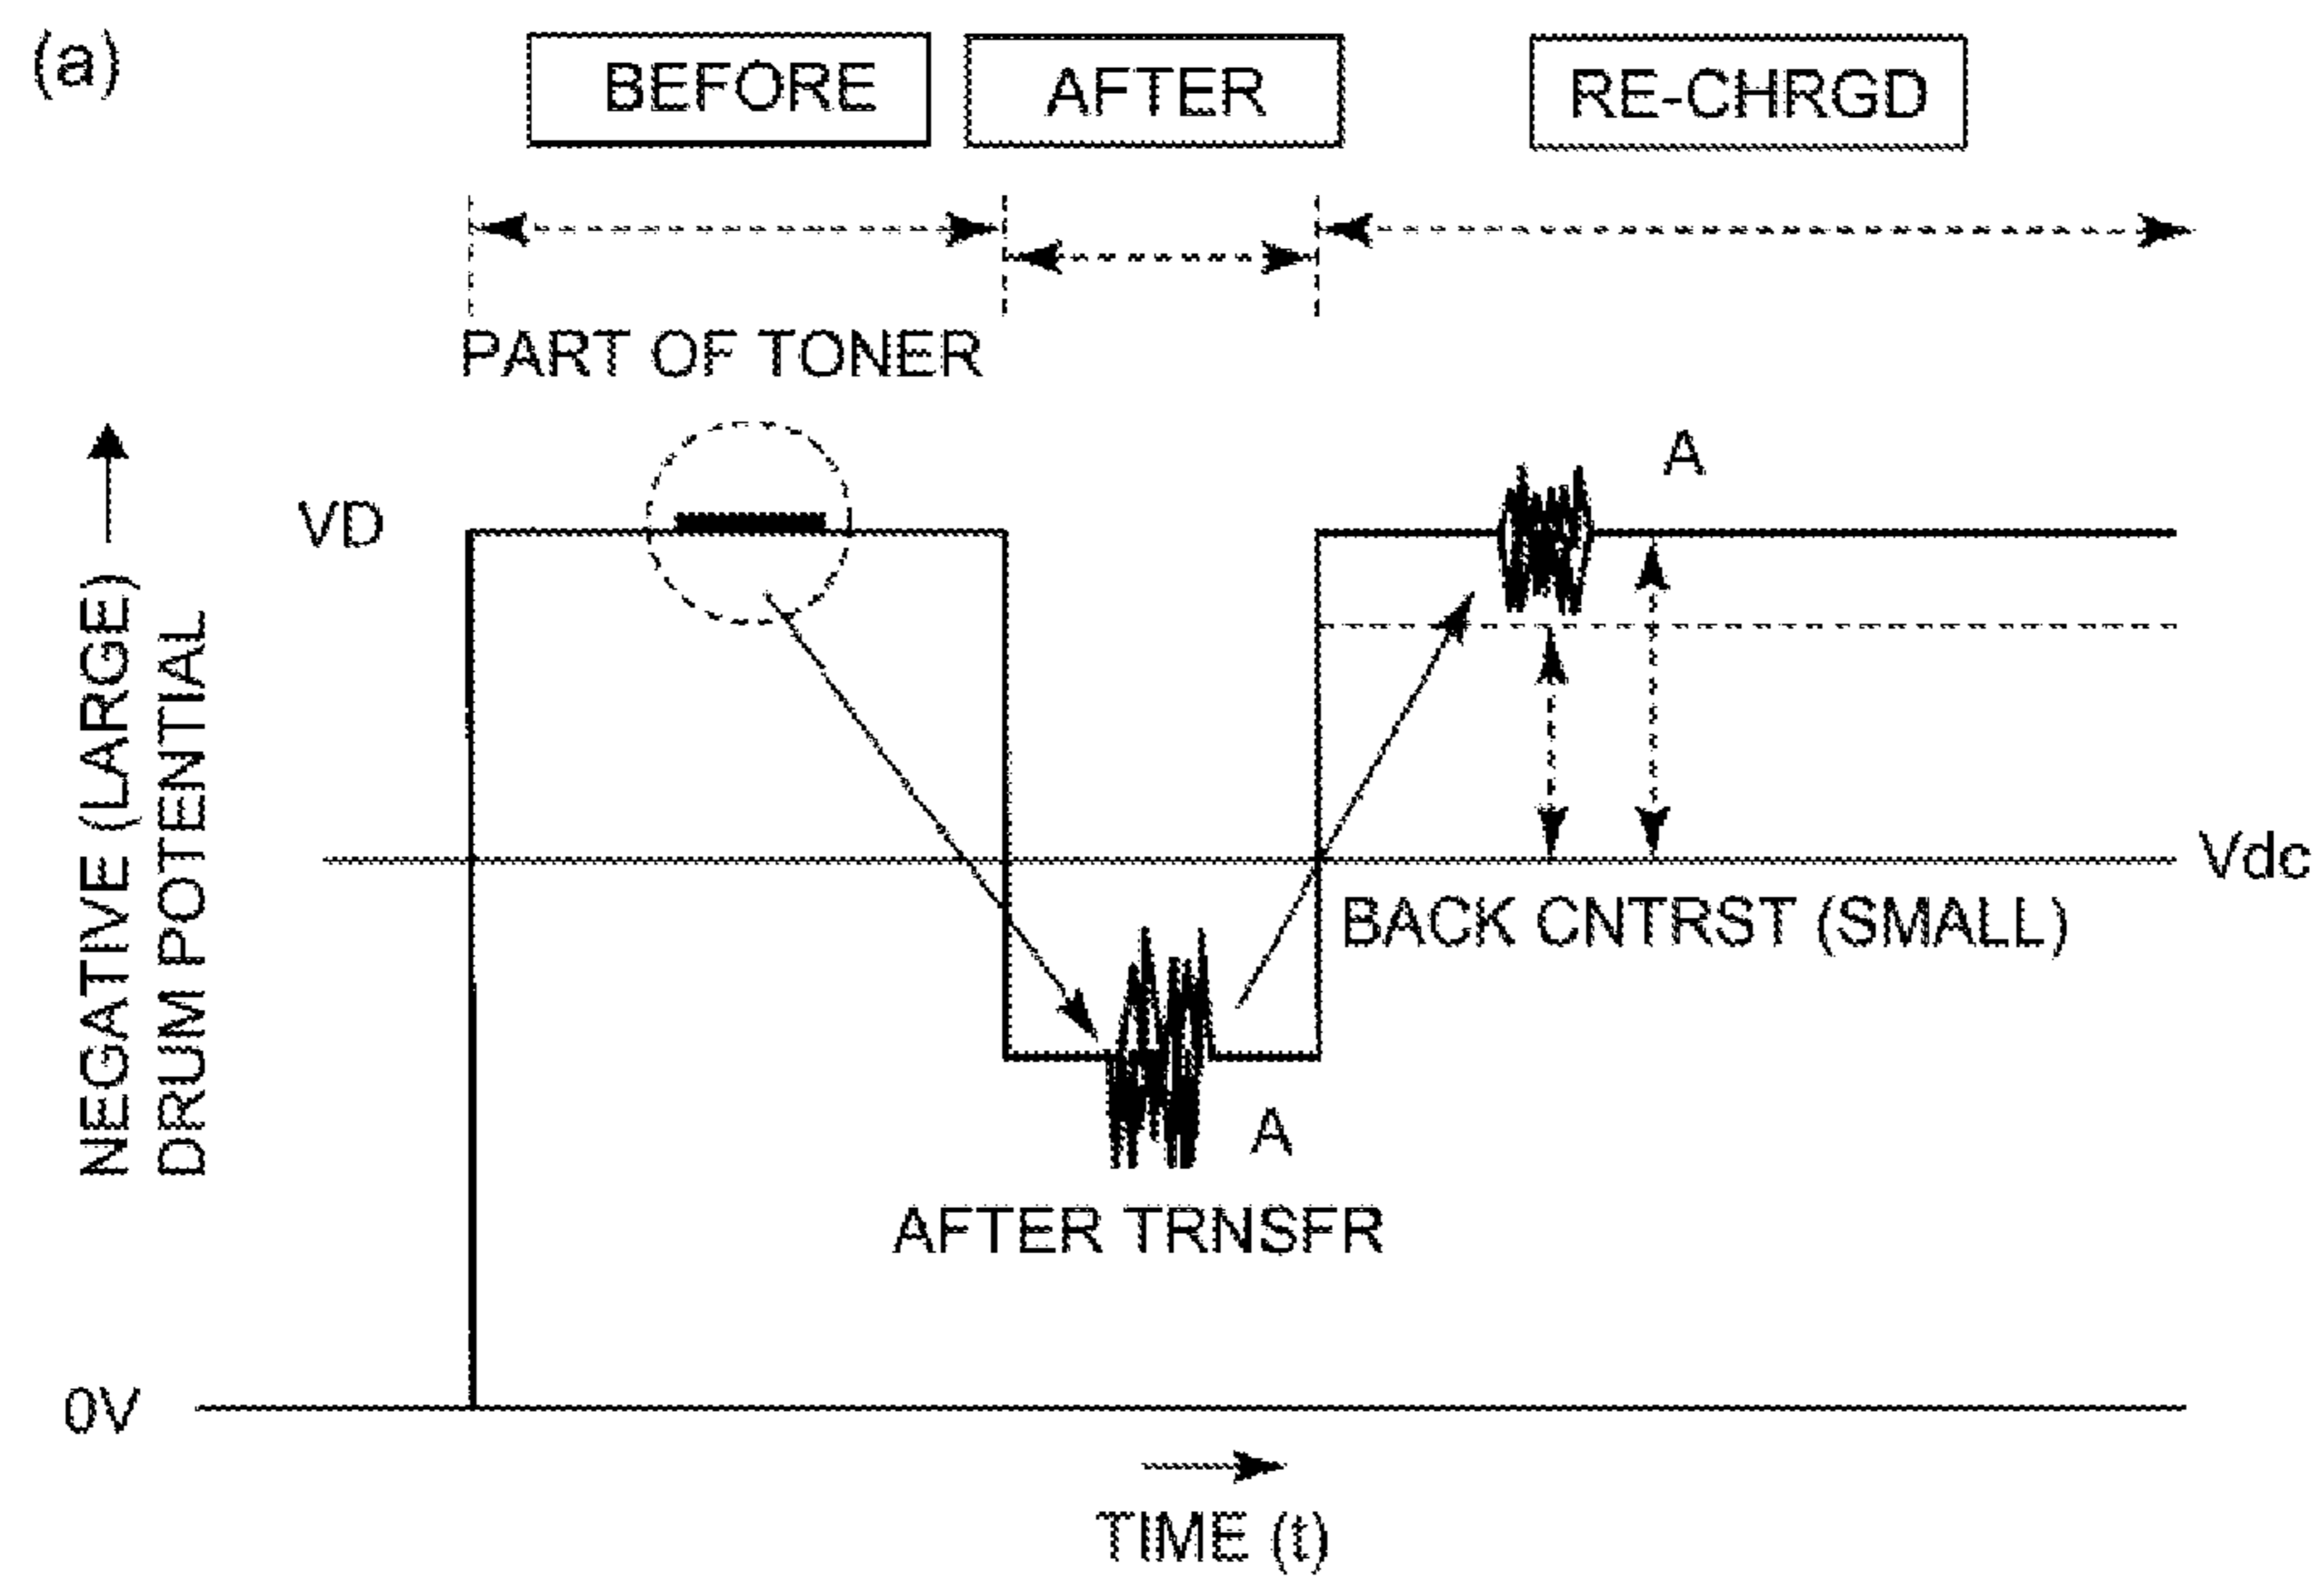 (a)
BEFORE
AFTER
RE-CHRGD
PART OF TONER
A
VD
NEGATIVE (LARGE)
DRUM POTENTIAL
Vdc
BACK CNTRST (SMALL)
A
AFTER TRNSFR
0V
TIME (t)